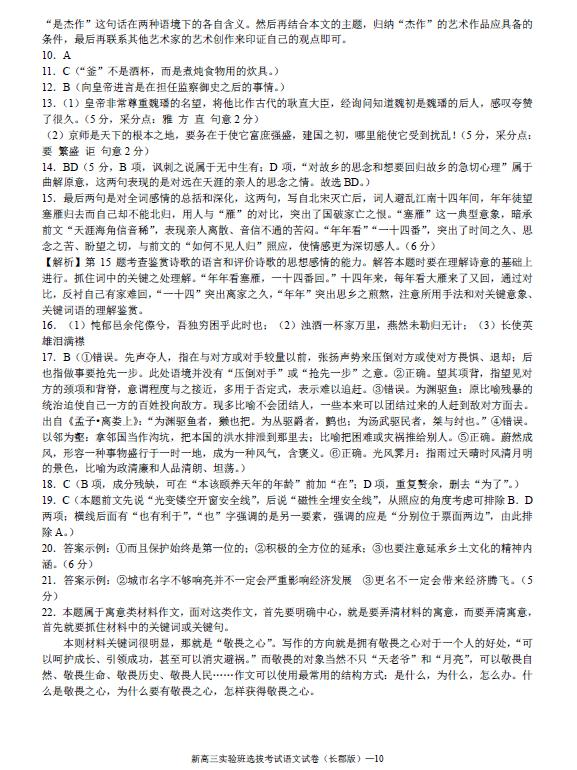 “是杰作”这句话在两种语境下的各自含义。然后再结合本文的主题，归纳“杰作”的艺术作品应具备的
条件，最后再联系其他艺术家的艺术创作来印证自己的观点即可。
10．A
11．C（“釜”不是酒杯，而是煮炖食物用的炊具。）
12．B（向皇帝进言是在担任监察御史之后的事情。）
13．（1）皇帝非常尊重魏璠的名望，将他比作古代的耿直大臣，经询问知道魏初是魏璠的后人，感叹夸赞
了很久。（5 分，采分点：雅 方 直 句意 2 分）
（2）京师是天下的根本之地，要务在于使它富庶强盛，建国之初，哪里能使它受到扰乱！（5 分，采分点：
要 繁盛 讵 句意 2 分）
14．BD（5 分，B 项，讽刺之说属于无中生有；D 项，“对故乡的思念和想要回归故乡的急切心理”属于
曲解原意，这两句表现的是对远在天涯的亲人的思念之情。故选 BD。）
15．最后两句是对全词感情的总括和深化，这两句，写自北宋灭亡后，词人避乱江南十四年间，年年徒望
塞雁归去而自己却不能北归，用人与“雁”的对比，突出了国破家亡之恨。“塞雁”这一典型意象，暗承
前文“天涯海角信音稀”，表现亲人离散、音信不通的苦闷。“年年看”“一十四番”，突出了时间之久、思
念之苦、盼望之切，与前文的“如何不见人归”照应，使情感更为深切感人。（6 分）
【解析】第 15 题考查鉴赏诗歌的语言和评价诗歌的思想感情的能力。解答本题时要在理解诗意的基础上
进行。抓住词中的关键之处理解。“年年看塞雁，一十四番回。”十四年来，每年看大雁来了又回，通过对
比，反衬自己有家难回，“一十四”突出离家之久，“年年”突出思乡之煎熬，注意所用手法和对关键意象、
关键词语的理解鉴赏。
16．（1）忳郁邑余侘傺兮，吾独穷困乎此时也；（2）浊酒一杯家万里，燕然未勒归无计；（3）长使英
雄泪满襟
17．B（①错误。先声夺人，指在与对方或对手较量以前，张扬声势来压倒对方或使对方畏惧、退却；后
也指做事要抢先一步。此处语境并没有“压倒对手”或“抢先一步”之意。②正确。望其项背，指望见对
方的颈项和背脊，意谓程度与之接近，多用于否定式，表示难以追赶。③错误。为渊驱鱼：原比喻残暴的
统治迫使自己一方的百姓投向敌方。现多比喻不会团结人，一些本来可以团结过来的人赶到敌对方面去。
出自《孟子•离娄上》：“为渊驱鱼者，獭也把。为丛驱爵者，鹯也；为汤武驱民者，桀与纣也。”④错误。
以邻为壑：拿邻国当作沟坑，把本国的洪水排泄到那里去；比喻把困难或灾祸推给别人。⑤正确。蔚然成
风，形容一种事物盛行于一时一地，成为一种风气，含褒义。⑥正确。光风霁月：指雨过天晴时风清月明
的景色，比喻为政清廉和人品清朗、坦荡。）
18．C（B 项，成分残缺，可在“本该颐养天年的年龄”前加“在”；D 项，重复赘余，删去“为了”。）
19．C（本题前文先说“光变镂空开窗安全线”，后说“磁性全埋安全线”，从照应的角度考虑可排除 B、D
两项；横线后面有“也有利于”，“也”字强调的是另一要素，强调的应是“分别位于票面两边”，由此排
除 A。）
20．答案示例：①而且保护始终是第一位的；②积极的全方位的延承；③也要注意延承乡土文化的精神内
涵。（6 分）
21．答案示例：②城市名字不够响亮并不一定会严重影响经济发展 ③更名不一定会带来经济腾飞。（5
分）
22．本题属于寓意类材料作文，面对这类作文，首先要明确中心，就是要弄清材料的寓意，而要弄清寓意，
首先就要抓住材料中的关键词或关键句。
本则材料关键词很明显，那就是“敬畏之心”。写作的方向就是拥有敬畏之心对于一个人的好处，“可
以呵护成长、引领成功，甚至可以消灾避祸。”而敬畏的对象当然不只“天老爷”和“月亮”，可以敬畏自
然、敬畏生命、敬畏历史、敬畏人民……作文可以使用最常用的结构方式：是什么，为什么，怎么办。什
么是敬畏之心，为什么要有敬畏之心，怎样获得敬畏之心。
新高三实验班选拔考试语文试卷（长郡版）—10